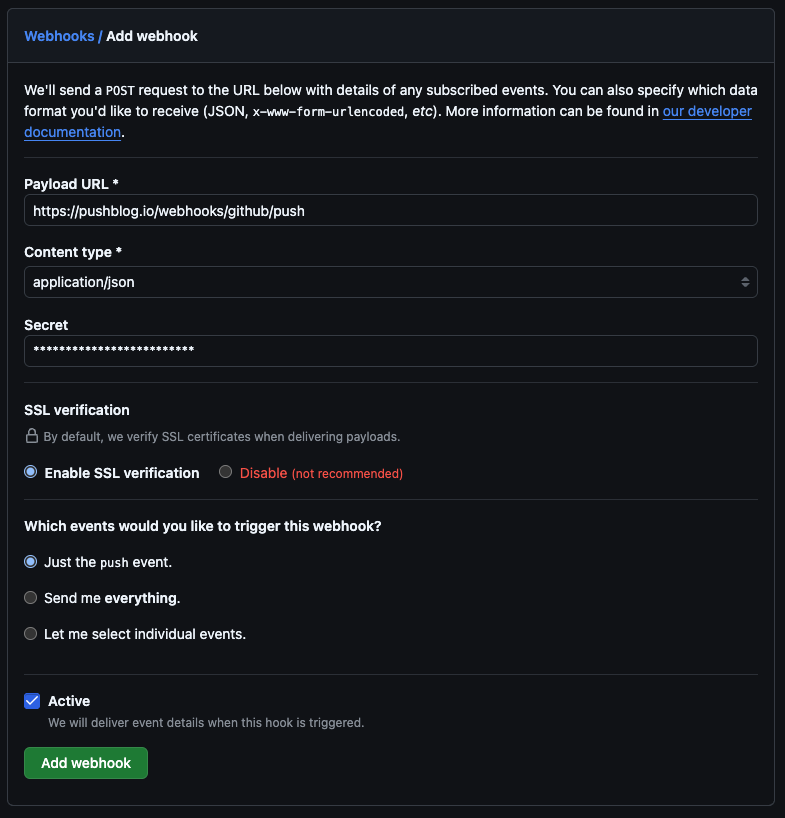 Webhooks / Add webhook
We'll send a POST request to the URL below with details of any subscribed events. You can also specify which data
format you'd like to receive (JSON, x-www-form-urlencoded, etc). More information can be found in our developer
documentation.
Payload URL *
https://pushblog.io/webhooks/github/push
Content type *
application/json
Secret
*************************
SSL verification
By default, we verify SSL certificates when delivering payloads.
Enable SSL verification Disable (not recommended)
Which events would you like to trigger this webhook?
Just the push event.
Send me everything.
Let me select individual events.
Active
We will deliver event details when this hook is triggered.
Add webhook